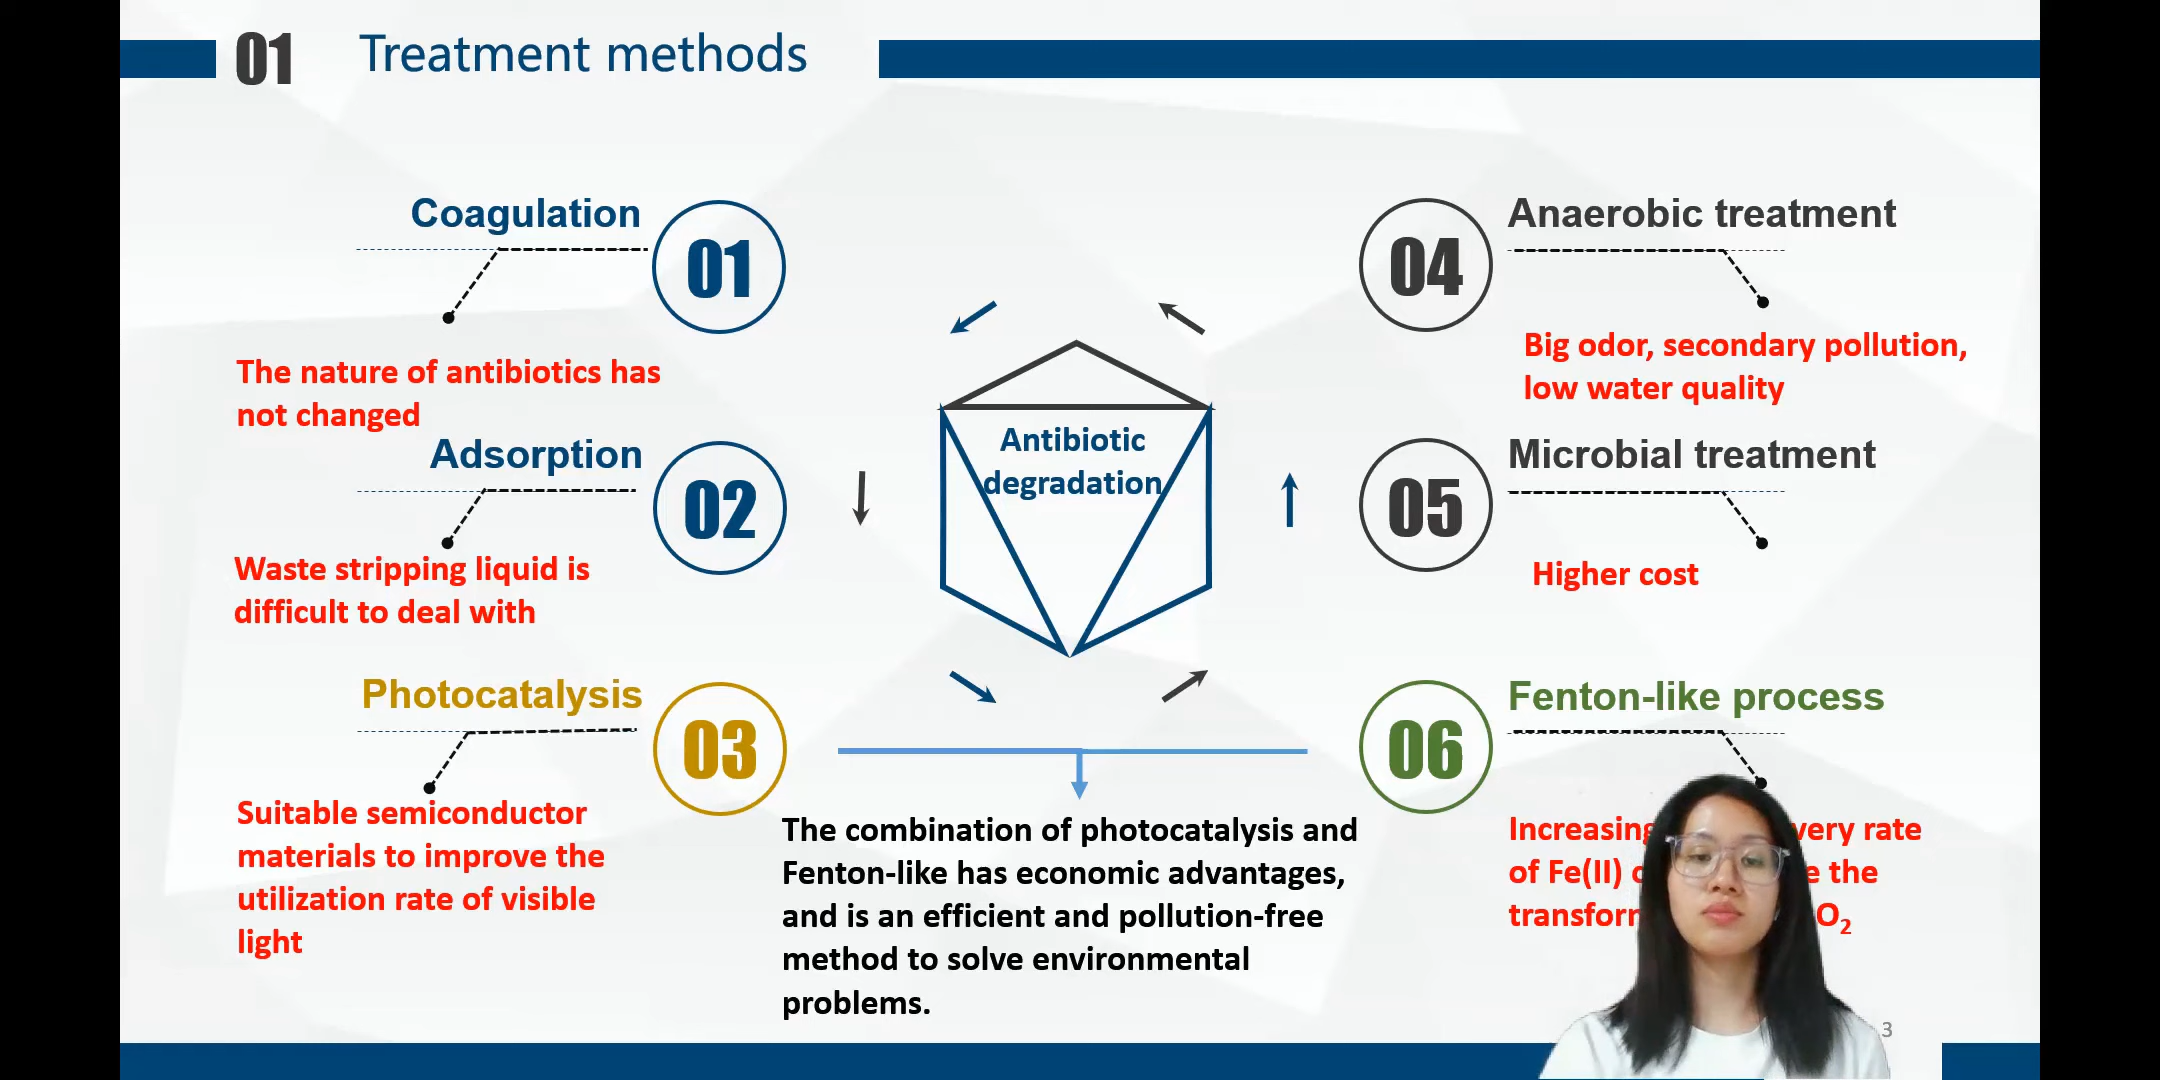 01 Treatment methods
Coagulation
01
The nature of antibiotics has
not changed
Adsorption
02
Waste stripping liquid is
difficult to deal with
Photocatalysis
03
Suitable semiconductor
materials to improve the
utilization rate of visible
light
Antibiotic
degradation
The combination of photocatalysis and
Fenton-like has economic advantages,
and is an efficient and pollution-free
method to solve environmental
problems.
04
Anaerobic treatment
Big odor, secondary pollution,
low water quality
05
Microbial treatment
Higher cost
06
Fenton-like process
Increasing rate
of Fe(II) the
3